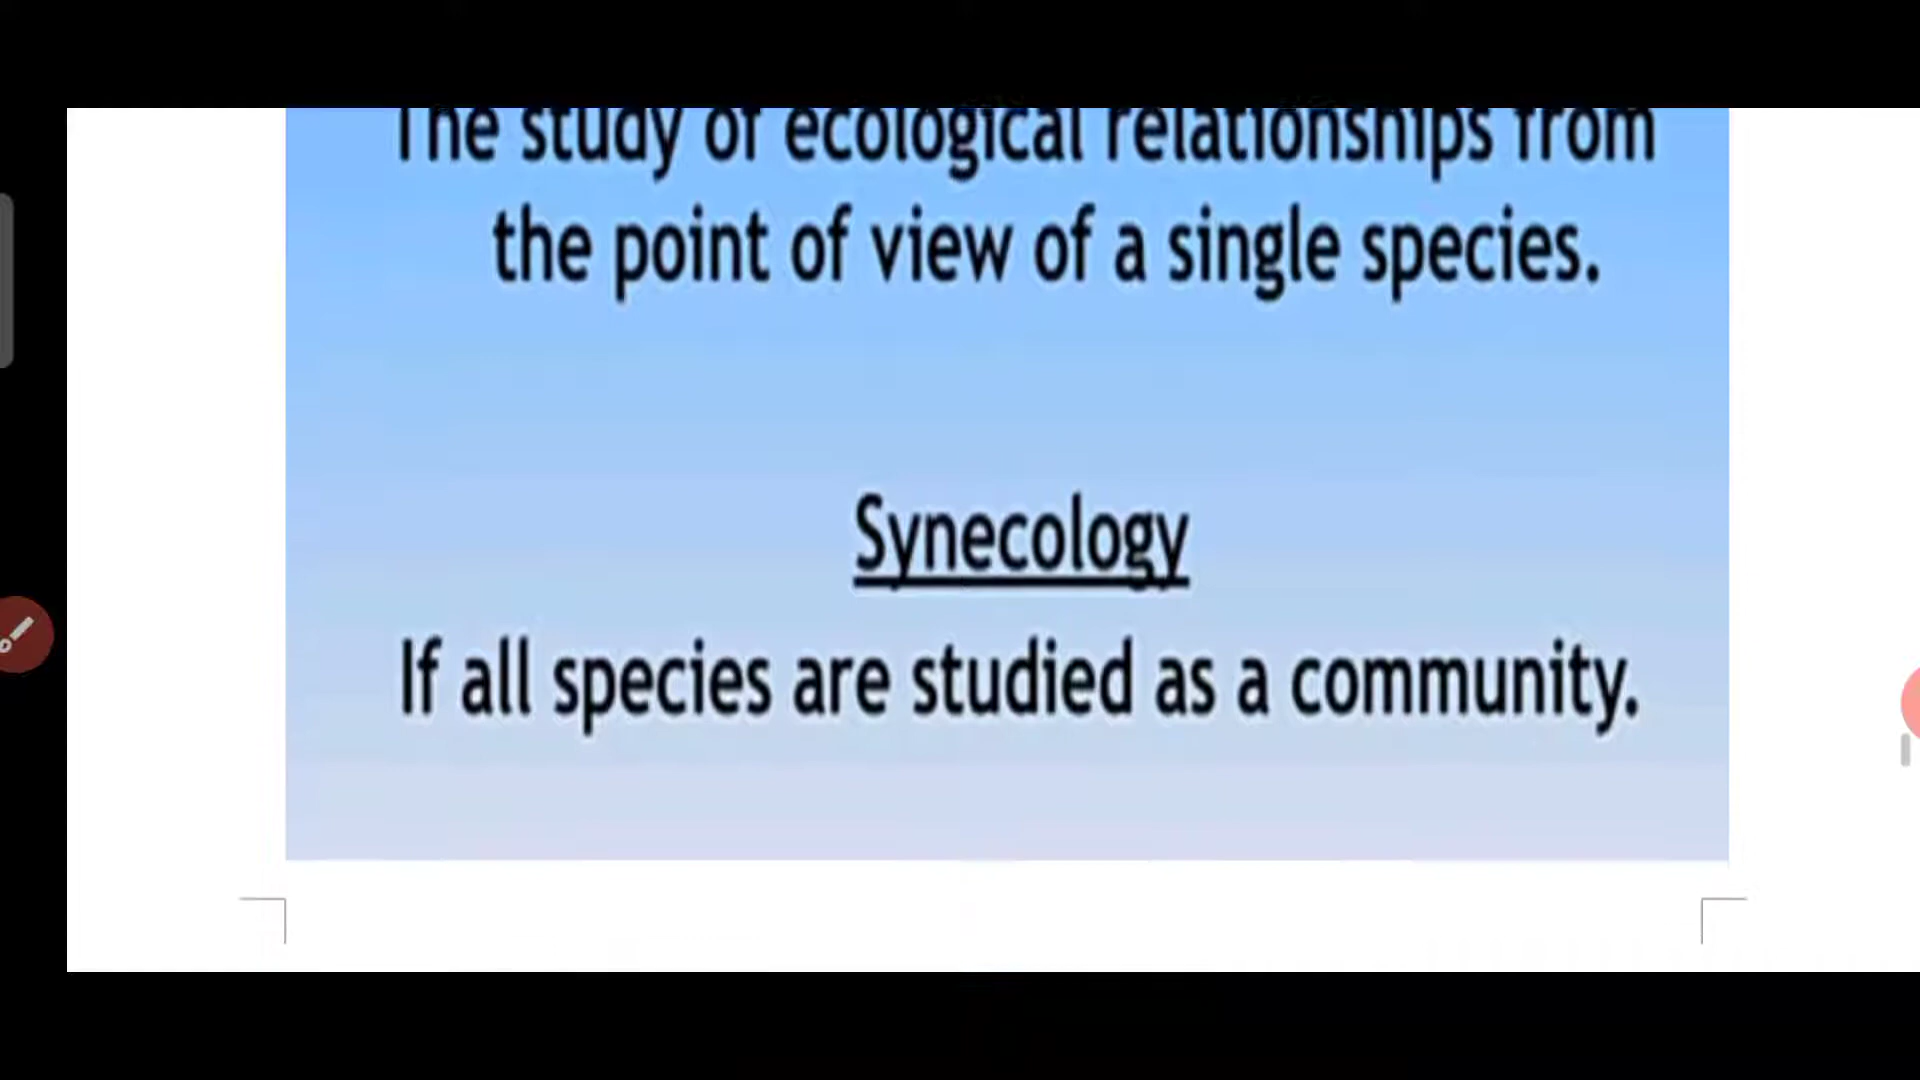 The study of ecological relationships from
the point of view of a single species.
Synecology
If all species are studied as a community.